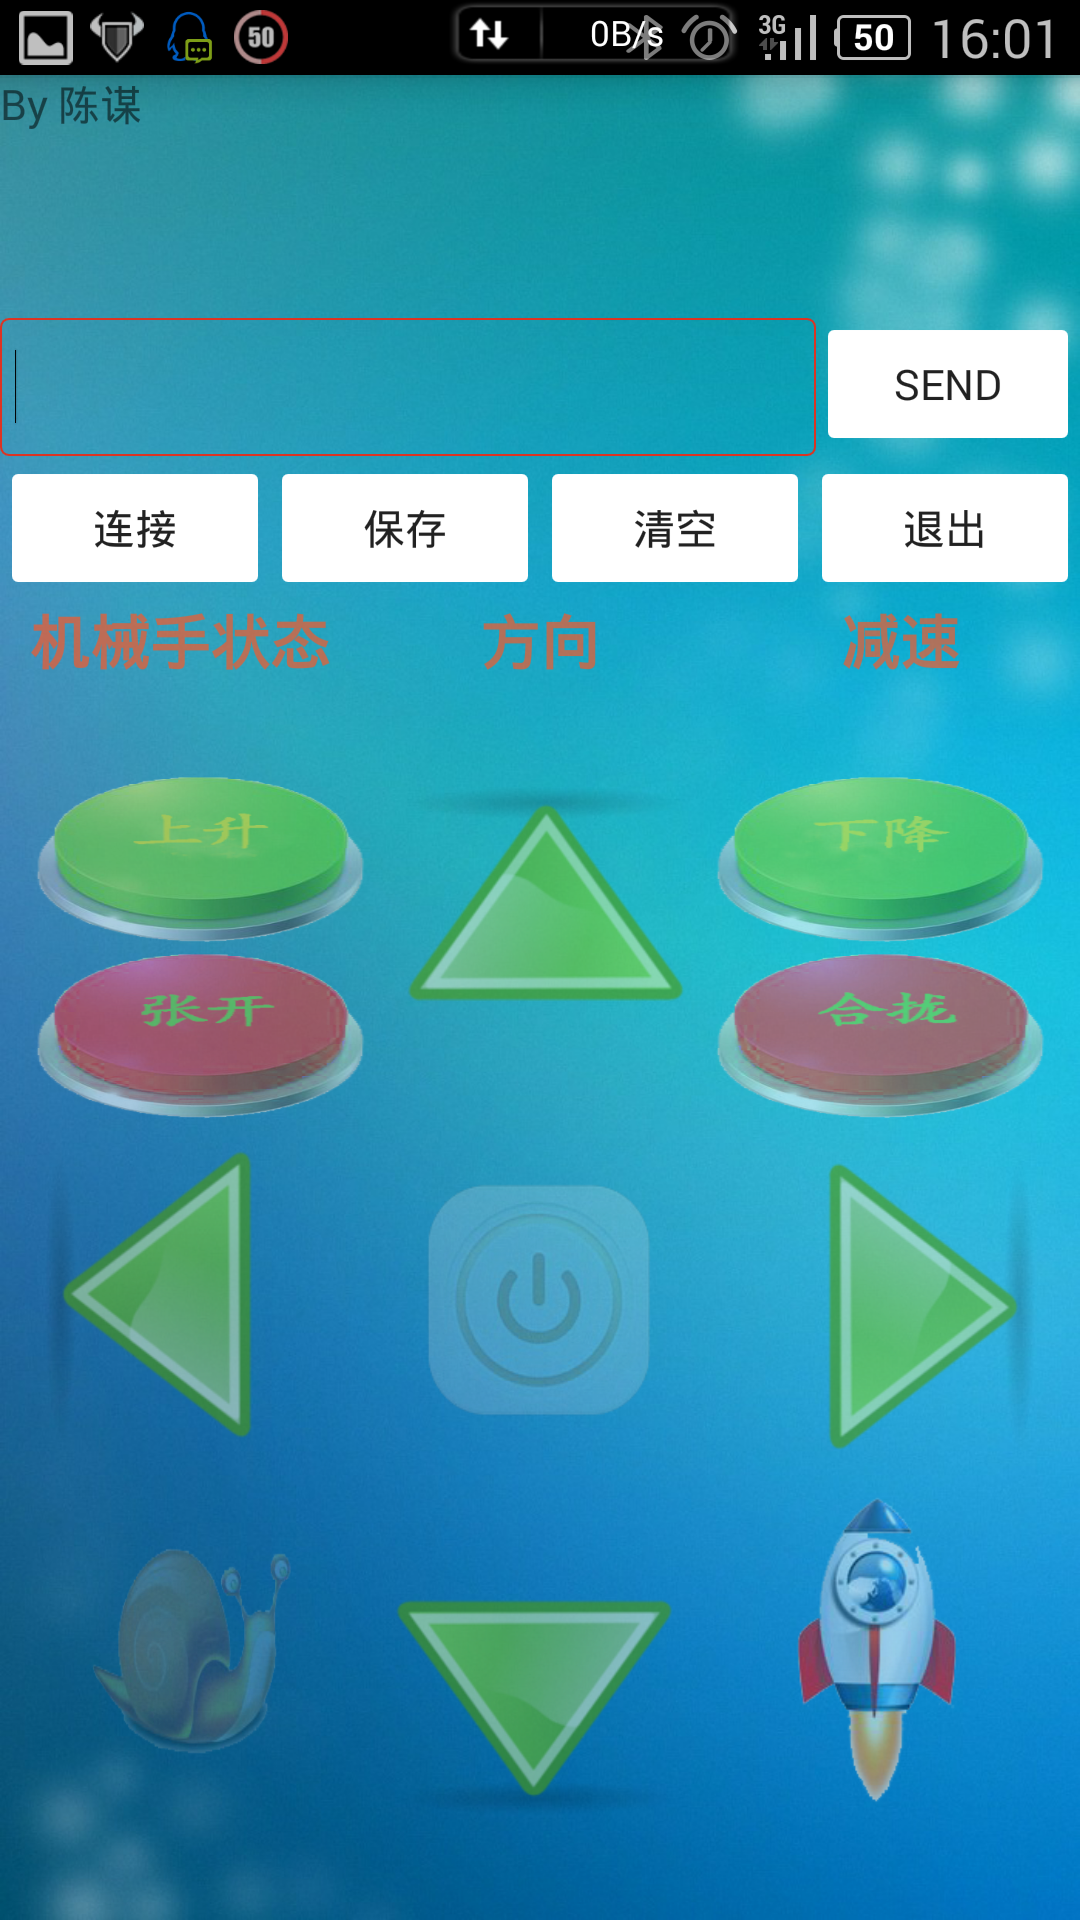 50 0B/s 3G 50 16:01
By 陈谋
SEND
连接 保存 清空 退出
机械手状态 方向 减速
上升 下降
张开 合拢